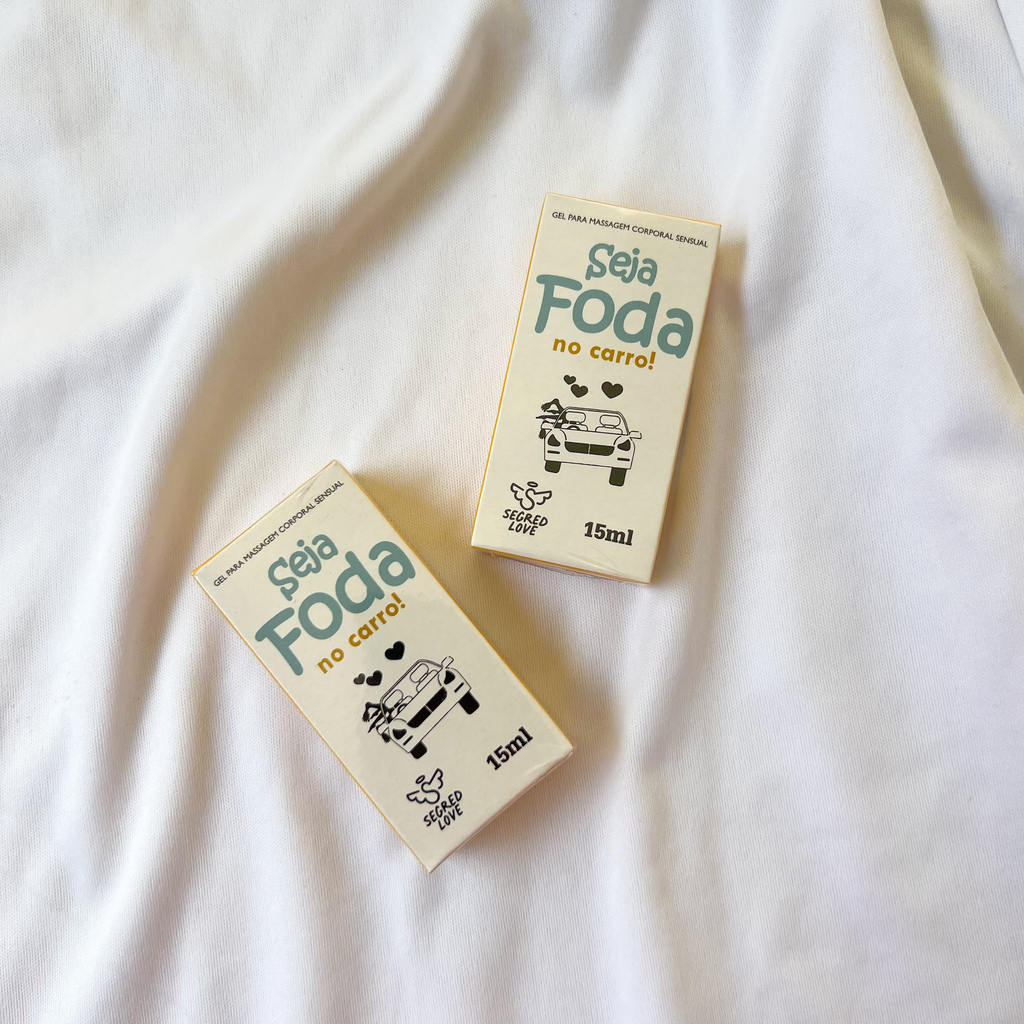 GEL PARA MASSAGEM CORPORAL SENSUAL
Seja
Foda
no carro!
SEGRED
LOVE
15ml
GEL PARA MASSAGEM CORPORAL SENSUAL
Seja
Foda
no carro!
15ml
SEGRED
LOVE